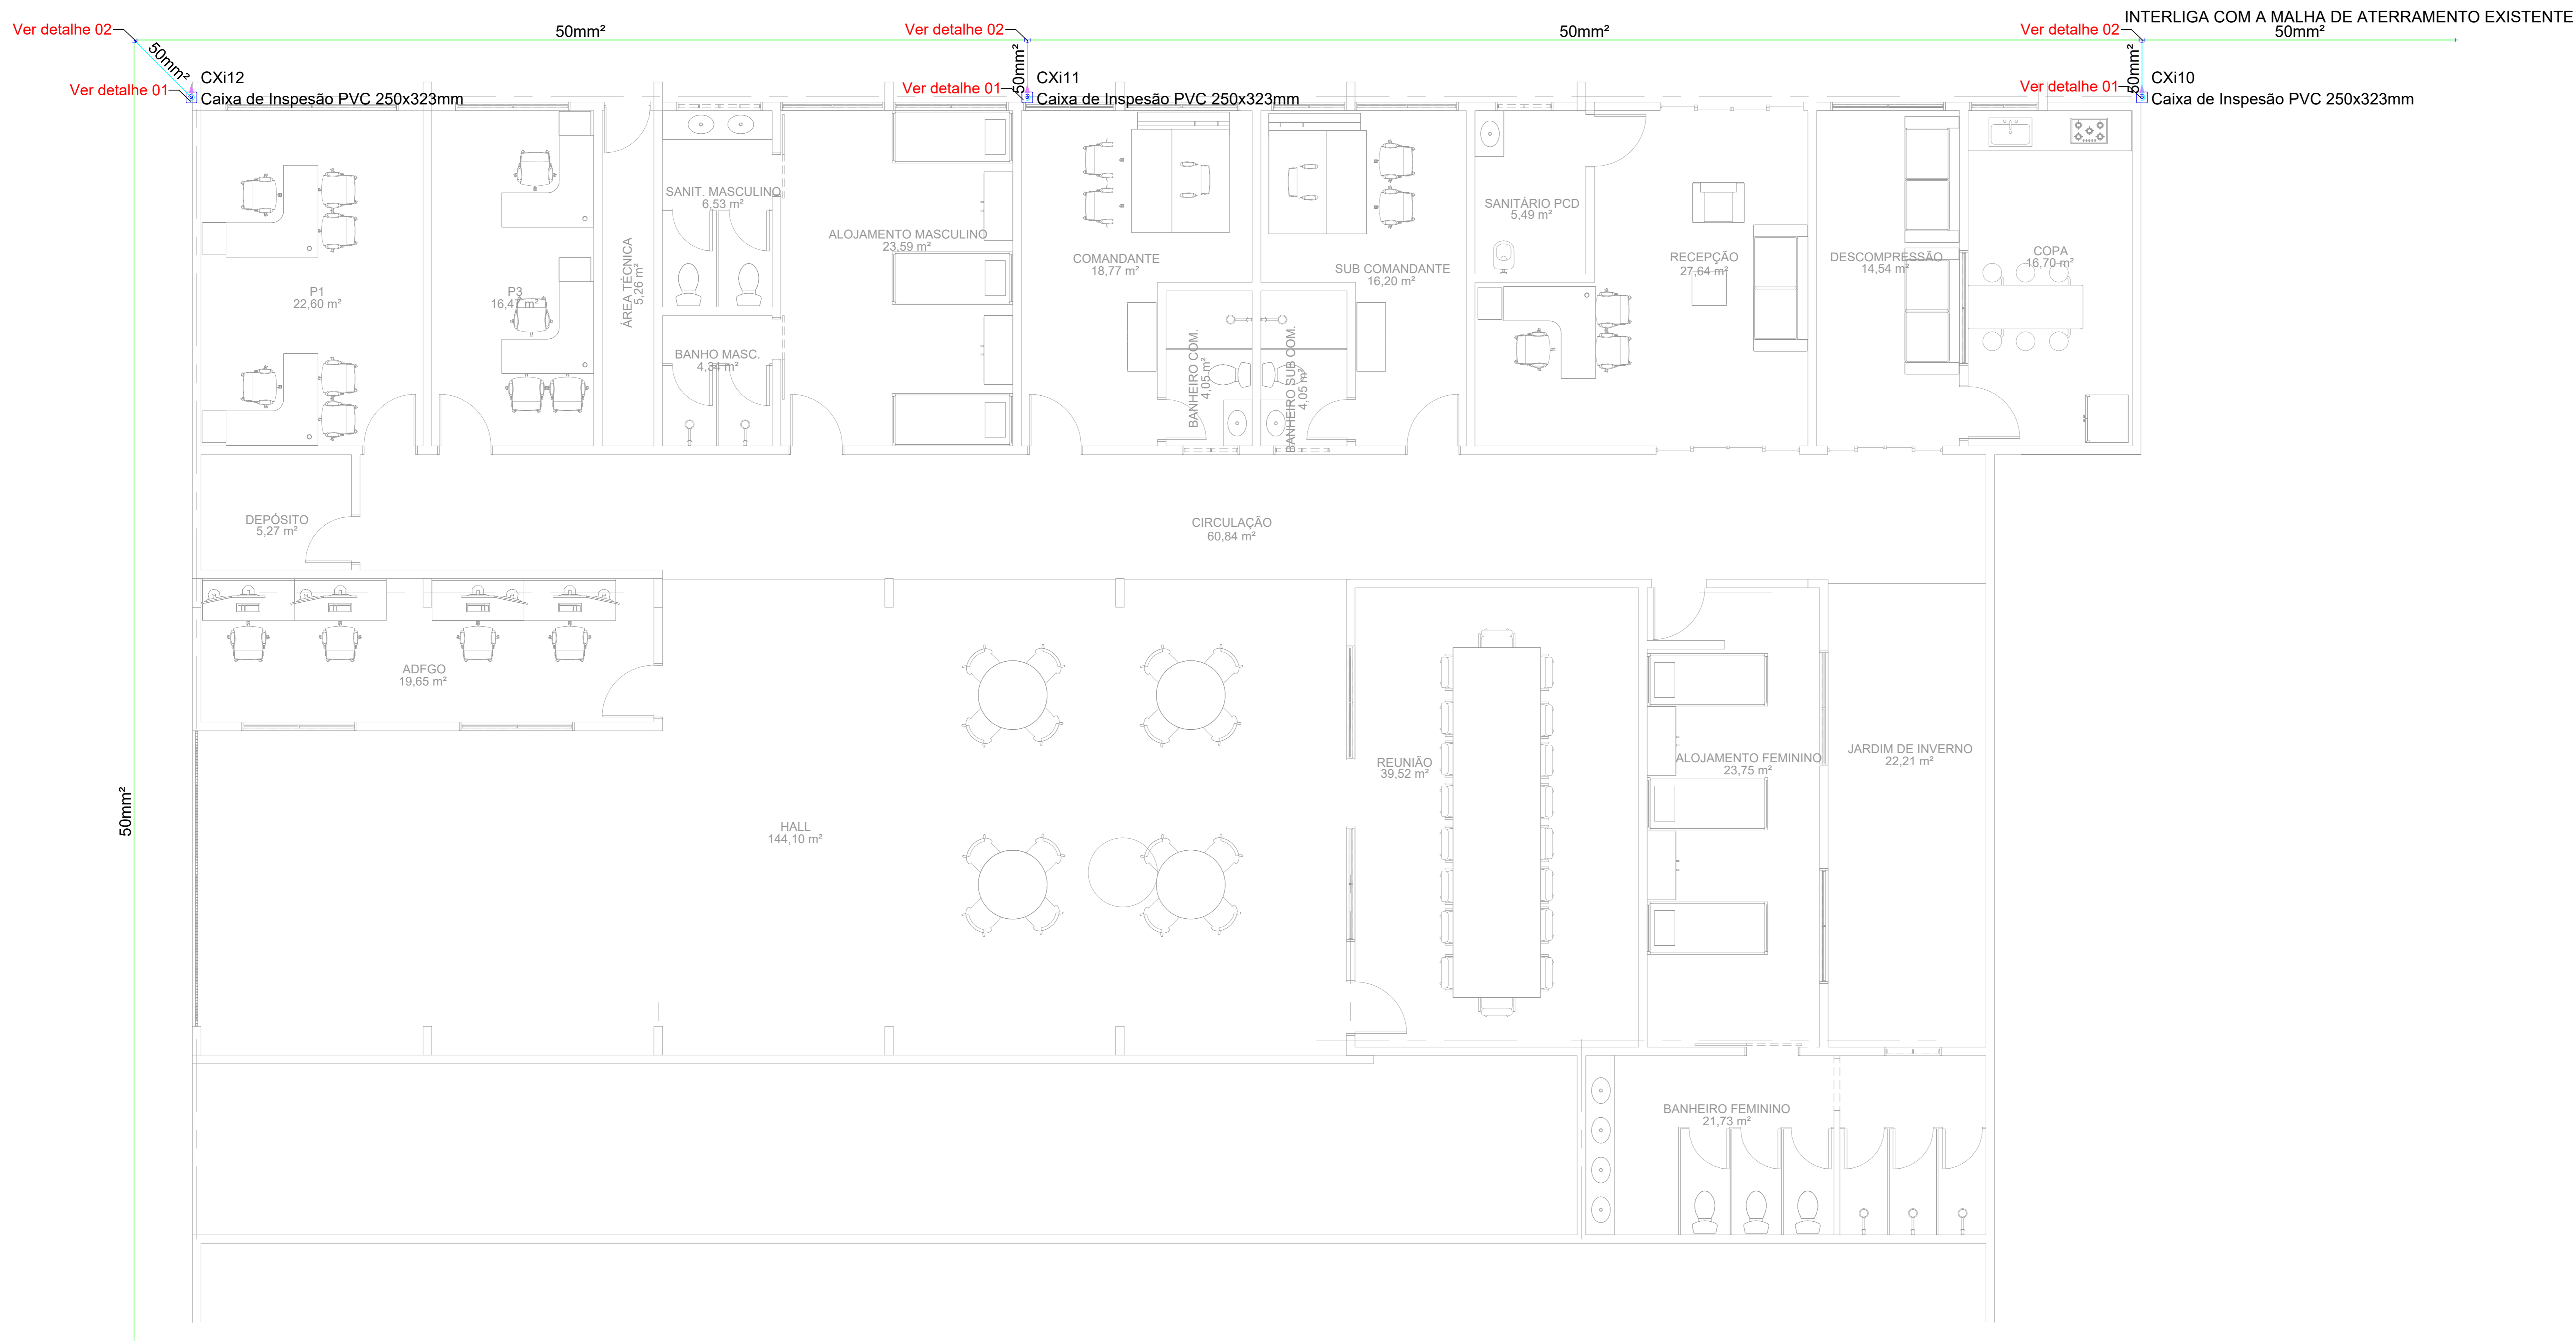 INTERLIGA COM A MALHA DE ATERRAMENTO EXISTENTE
Ver detalhe 02
50mm²
Ver detalhe 02
50mm²
Ver detalhe 02
50mm²
50mm²
50mm²
50mm²
CXi12
Ver detalhe 01
Caixa de Inspesão PVC 250x323mm
CXi11
Ver detalhe 01
Caixa de Inspesão PVC 250x323mm
CXi10
Ver detalhe 01
Caixa de Inspesão PVC 250x323mm
SANIT. MASCULINO
6,53 m²
ALOJAMENTO MASCULINO
23,59 m²
COMANDANTE
18,77 m²
SUB COMANDANTE
16,20 m²
SANITÁRIO PCD
5,49 m²
RECEPÇÃO
27,64 m²
DESCOMPRESSÃO
14,54 m²
COPA
16,70 m²
P1
22,60 m²
P3
16,47 m²
ÁREA TÉCNICA
5,26 m²
BANHO MASC.
4,34 m²
BANHEIRO COM.
4,05 m²
BANHEIRO SUB COM.
4,05 m²
DEPÓSITO
5,27 m²
CIRCULAÇÃO
60,84 m²
ADFGO
19,65 m²
50mm²
HALL
144,10 m²
REUNIÃO
39,52 m²
ALOJAMENTO FEMININO
23,75 m²
JARDIM DE INVERNO
22,21 m²
BANHEIRO FEMININO
21,73 m²